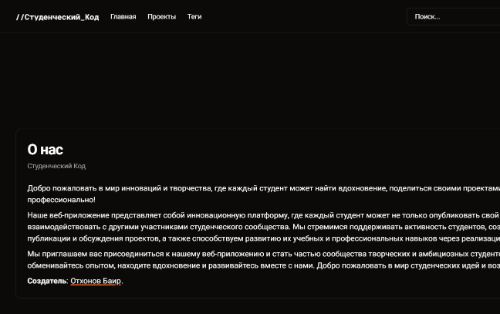 //Студенческий_Код Главная Проекты Теги Поиск...
О нас
Студенческий Код
Добро пожаловать в мир инноваций и творчества, где каждый студент может найти вдохновение, поделиться своими проектами
профессионально!
Наше веб-приложение представляет собой инновационную платформу, где каждый студент может не только опубликовать свой
взаимодействовать с другими участниками студенческого сообщества. Мы стремимся поддерживать активность студентов, соз
публикации и обсуждения проектов, а также способствуем развитию их учебных и профессиональных навыков через реализаци
Мы приглашаем вас присоединиться к нашему веб-приложению и стать частью сообщества творческих и амбициозных студенто
обменивайтесь опытом, находите вдохновение и развивайтесь вместе с нами. Добро пожаловать в мир студенческих идей и воз
Создатель: Отхонов Баир.